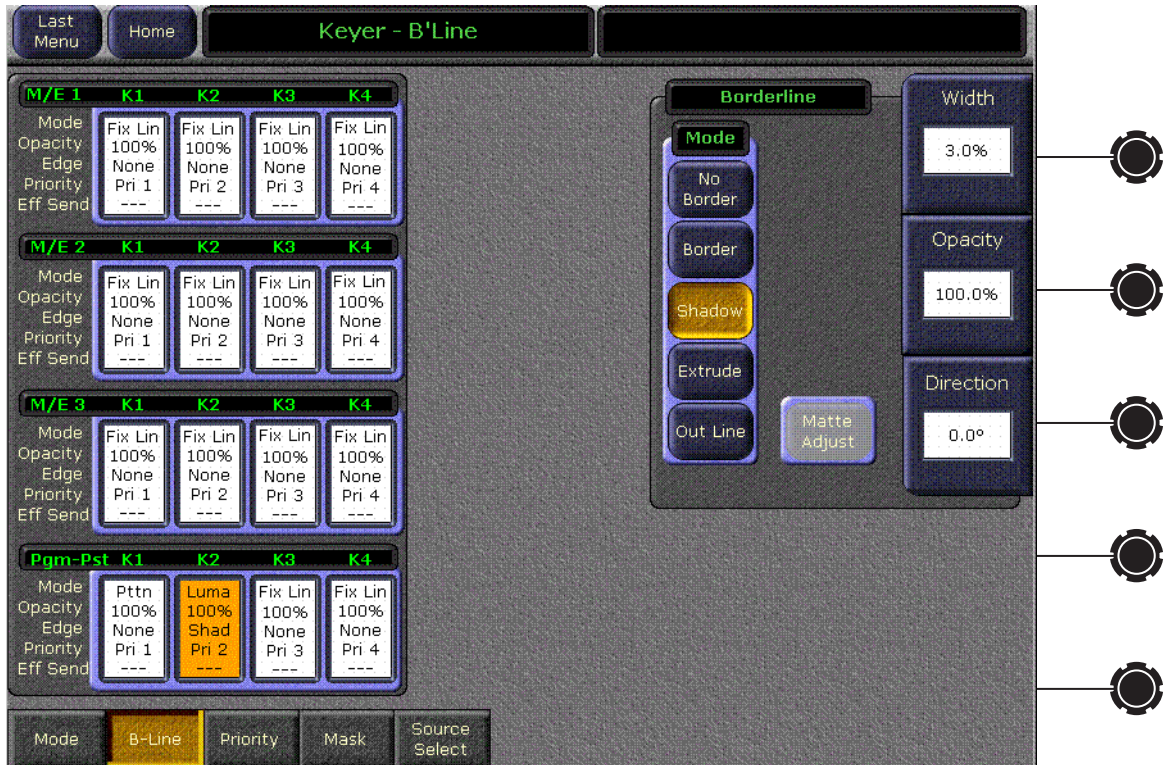 Last Menu
Home
Keyer - B'Line
M/E 1 K1 K2 K3 K4
Mode Fix Lin Fix Lin Fix Lin Fix Lin
Opacity 100% 100% 100% 100%
Edge None None None None
Priority Pri 1 Pri 2 Pri 3 Pri 4
Eff Send --- --- --- ---
M/E 2 K1 K2 K3 K4
Mode Fix Lin Fix Lin Fix Lin Fix Lin
Opacity 100% 100% 100% 100%
Edge None None None None
Priority Pri 1 Pri 2 Pri 3 Pri 4
Eff Send --- --- --- ---
M/E 3 K1 K2 K3 K4
Mode Fix Lin Fix Lin Fix Lin Fix Lin
Opacity 100% 100% 100% 100%
Edge None None None None
Priority Pri 1 Pri 2 Pri 3 Pri 4
Eff Send --- --- --- ---
Pgm-Pst K1 K2 K3 K4
Mode Pttn Luma Fix Lin Fix Lin
Opacity 100% 100% 100% 100%
Edge None Shad None None
Priority Pri 1 Pri 2 Pri 3 Pri 4
Eff Send --- --- --- ---
Borderline
Mode
No
Border
Border
Shadow
Extrude
Out Line
Matte
Adjust
Width
3.0%
Opacity
100.0%
Direction
0.0°
Mode
B-Line
Priority
Mask
Source
Select